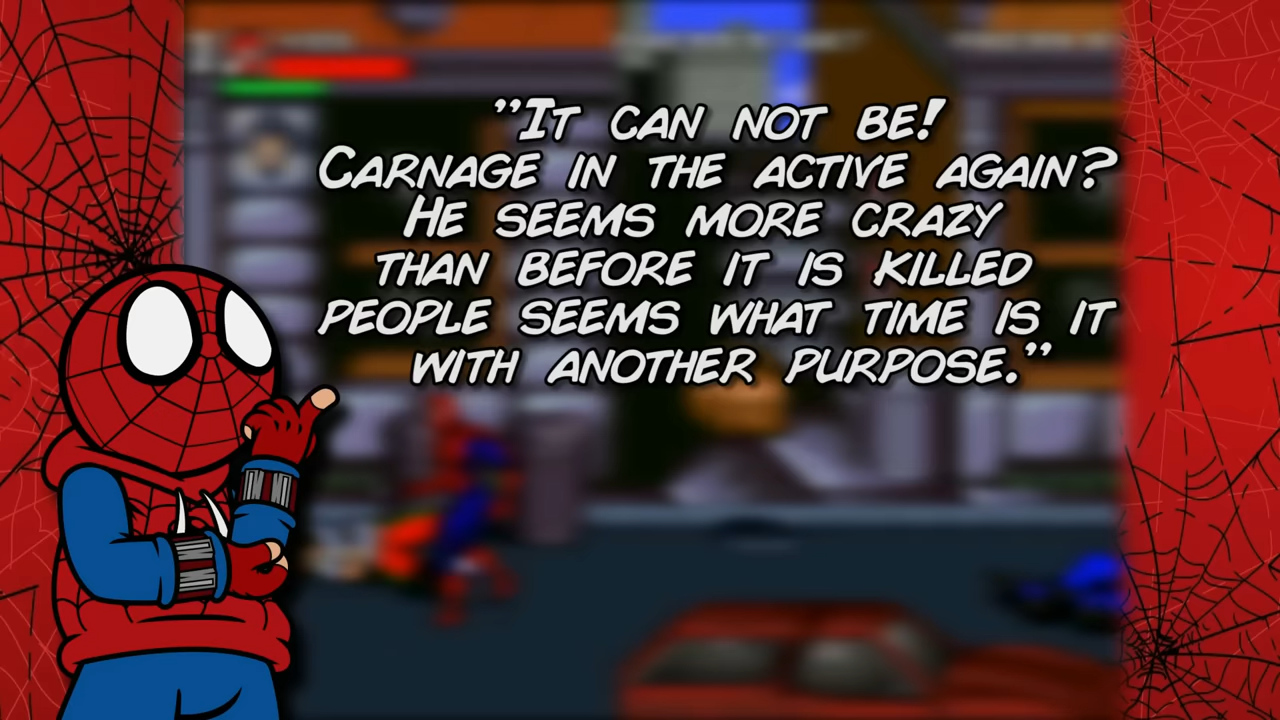 "It can not be!
Carnage in the active again?
He seems more crazy
than before it is killed
people seems what time is it
with another purpose."